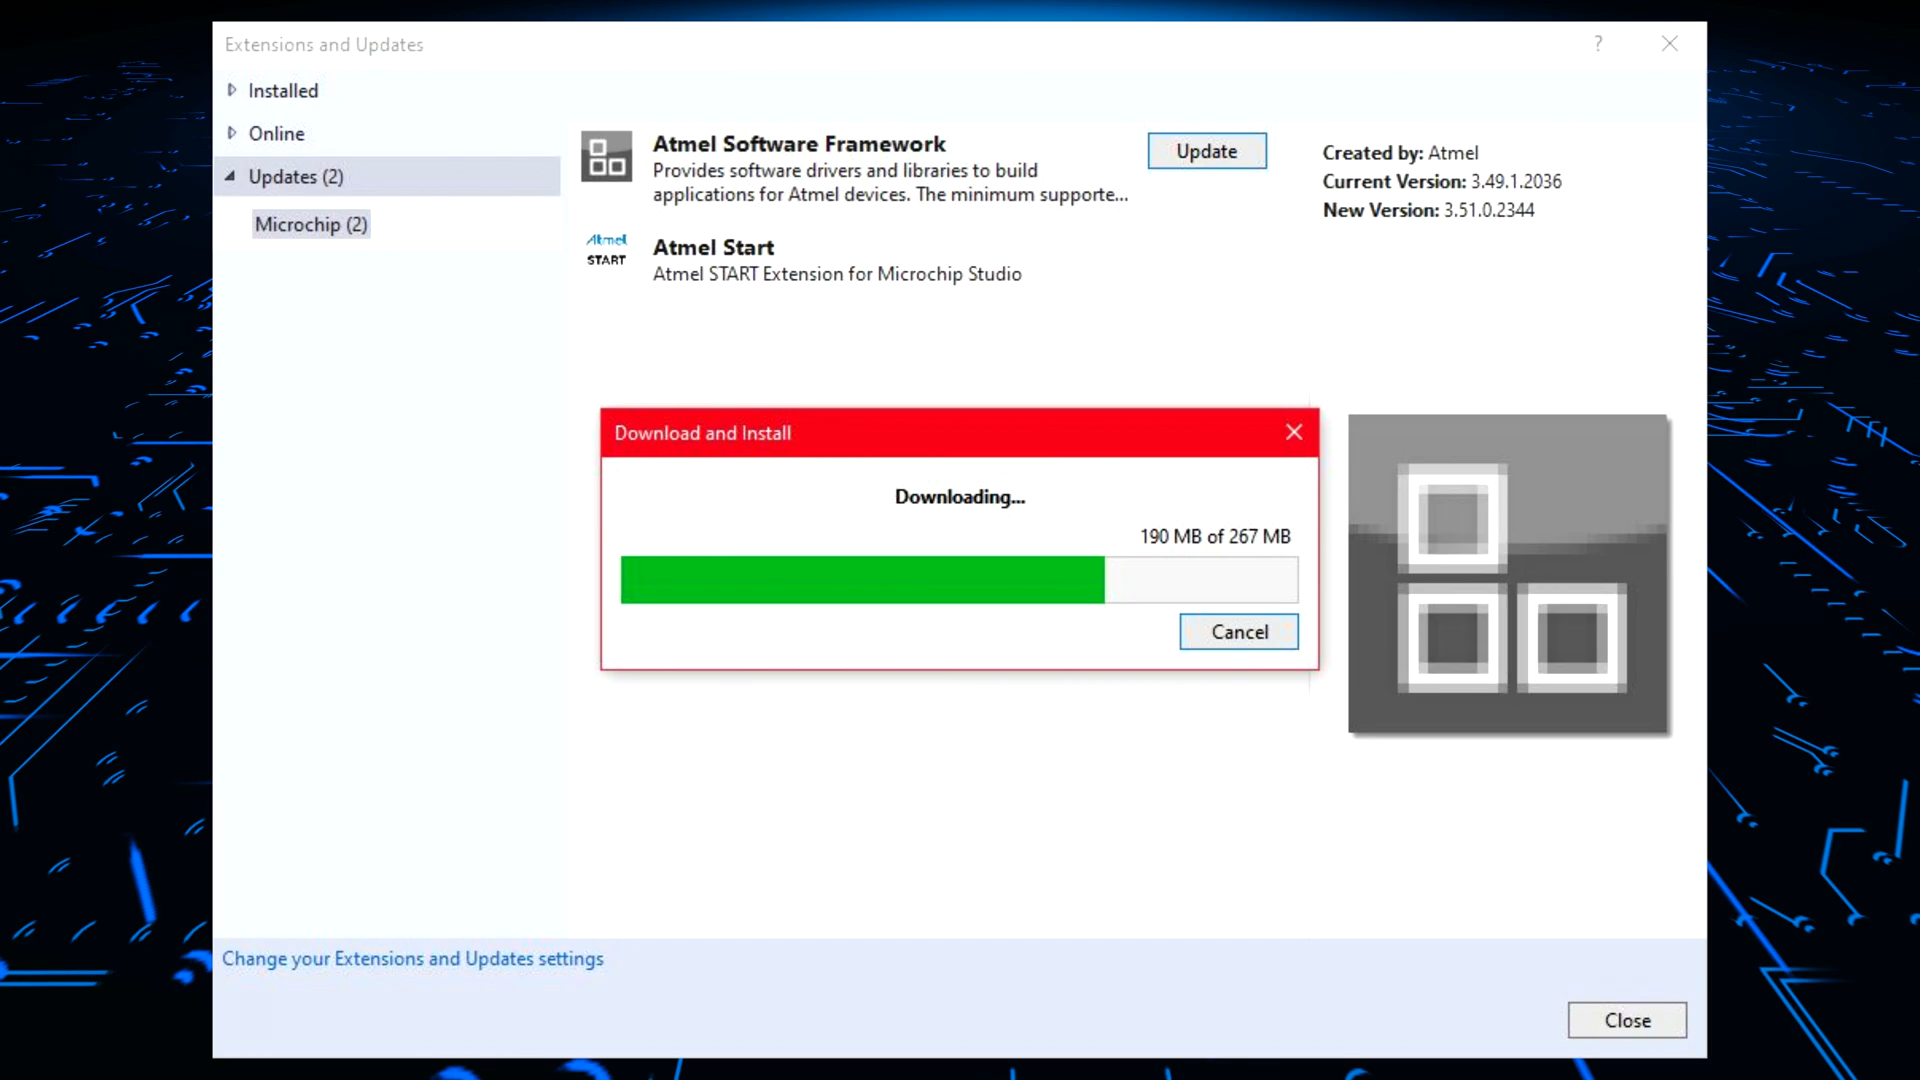 Extensions and Updates
?
Installed
Online
Updates (2)
Microchip (2)
Atmel Software Framework
Provides software drivers and libraries to build
applications for Atmel devices. The minimum supporte...
Update
Atmel
START
Atmel Start
Atmel START Extension for Microchip Studio
Created by: Atmel
Current Version: 3.49.1.2036
New Version: 3.51.0.2344
Download and Install
Downloading...
190 MB of 267 MB
Cancel
Change your Extensions and Updates settings
Close